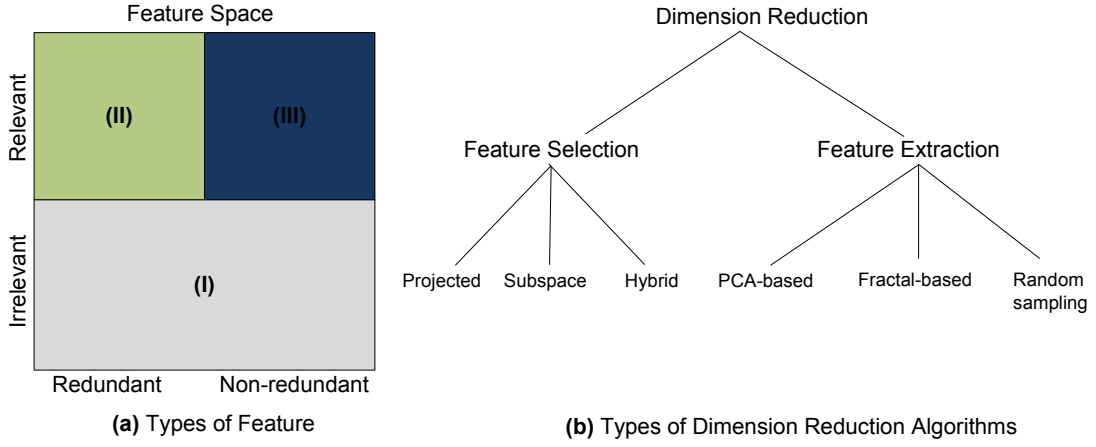 Feature Space
Relevant
Irrelevant
(II)
(III)
(I)
Redundant
Non-redundant
(a) Types of Feature
Dimension Reduction
Feature Selection
Feature Extraction
Projected
Subspace
Hybrid
PCA-based
Fractal-based
Random
sampling
(b) Types of Dimension Reduction Algorithms